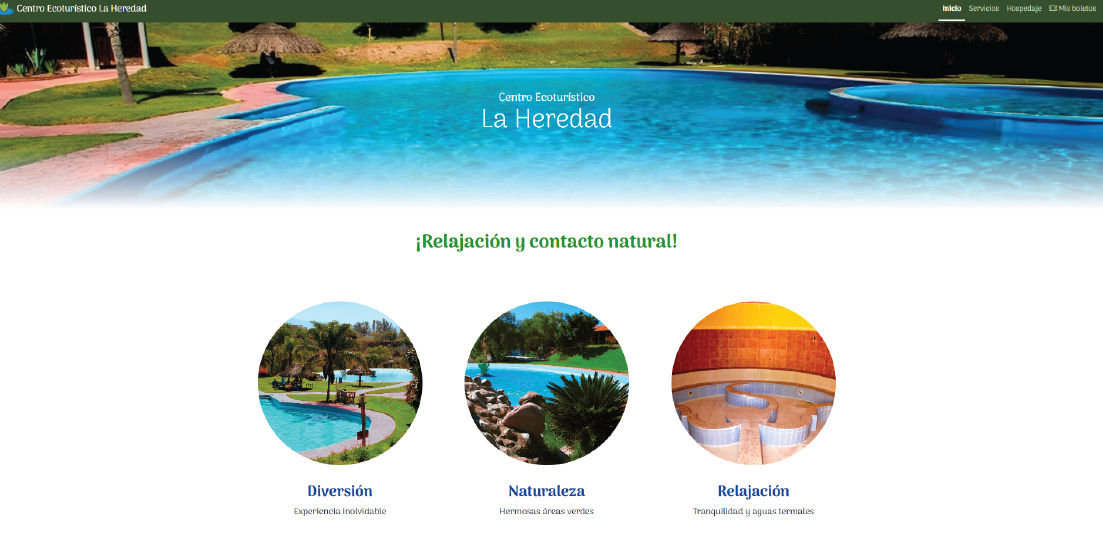 Centro Ecoturístico La Heredad
Inicio Servicios Hospedaje Mis boletos
Centro Ecoturístico
La Heredad
¡Relajación y contacto natural!
Diversión
Experiencia inolvidable
Naturaleza
Hermosas áreas verdes
Relajación
Tranquilidad y aguas termales